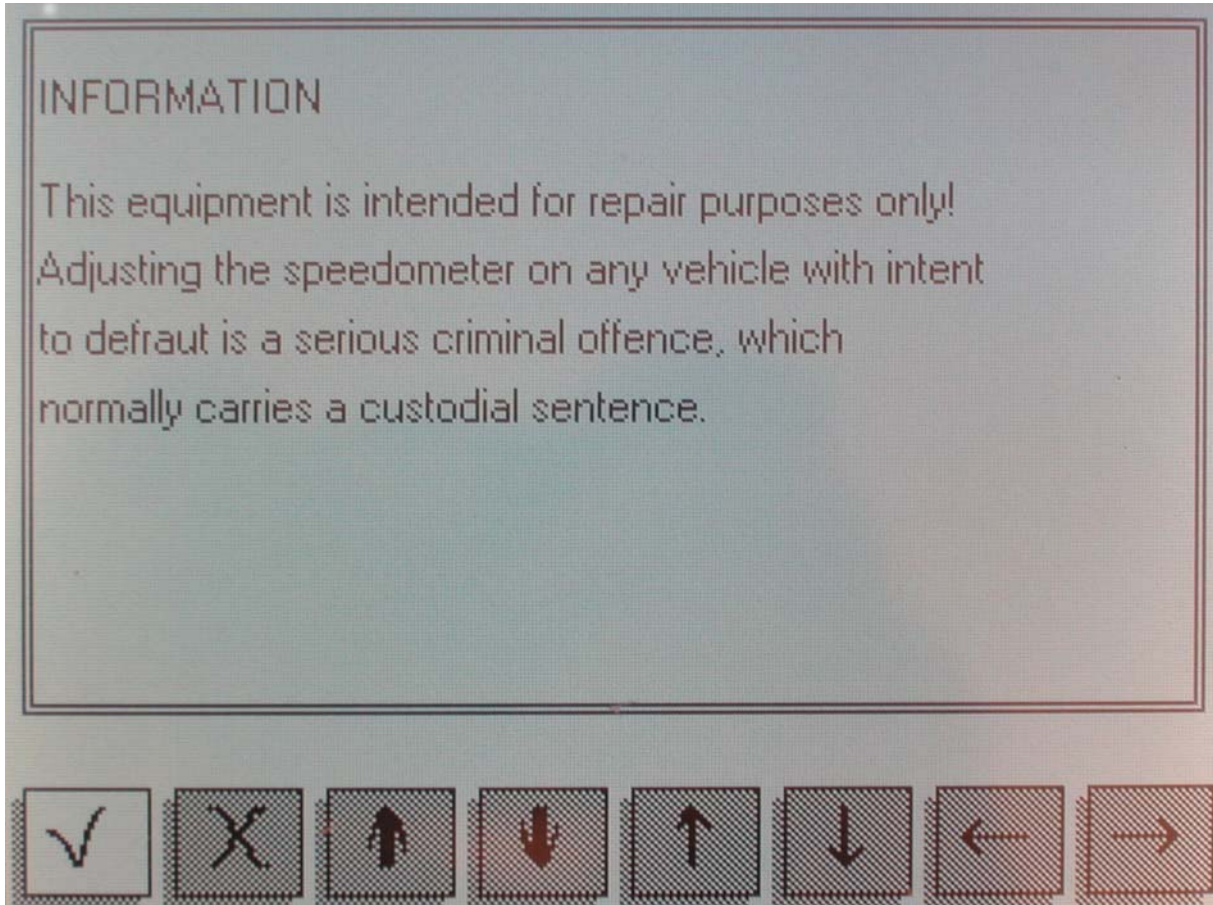 INFORMATION
This equipment is intended for repair purposes only!
Adjusting the speedometer on any vehicle with intent
to defraut is a serious criminal offence, which
normally carries a custodial sentence.